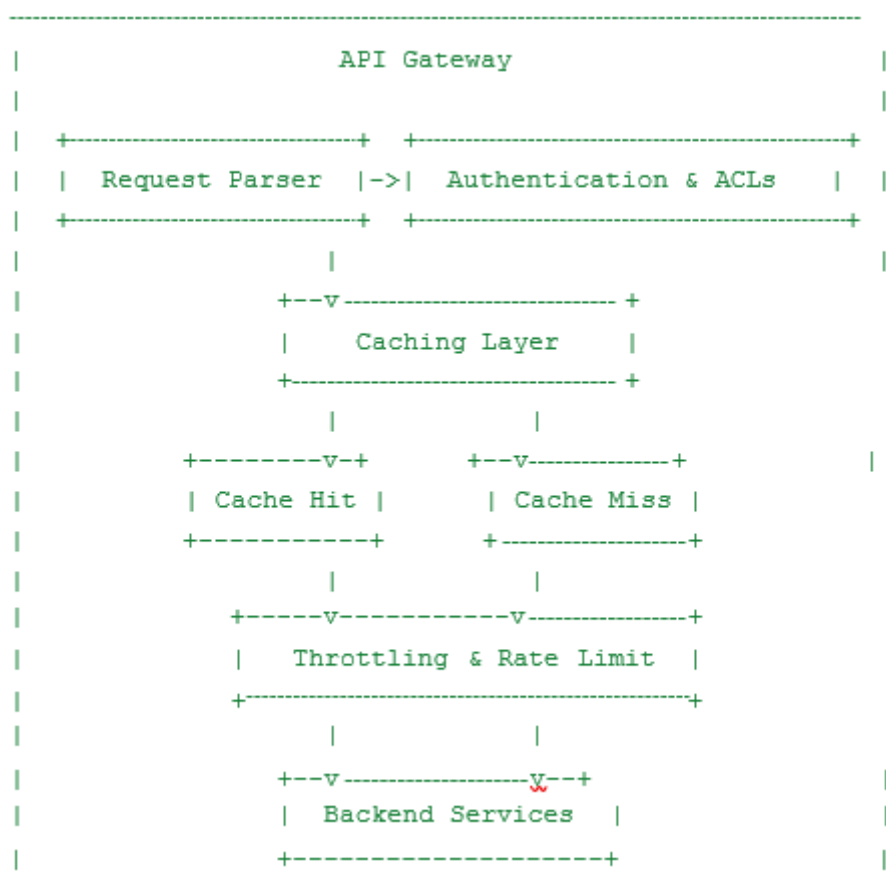 API Gateway
Request Parser |->| Authentication & ACLs
Caching Layer
Cache Hit | | Cache Miss
Throttling & Rate Limit
Backend Services